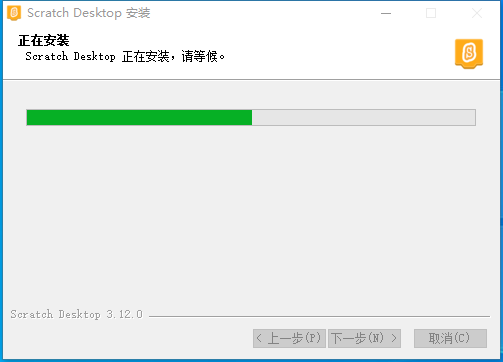 Scratch Desktop 安装
正在安装
Scratch Desktop 正在安装，请等候。
Scratch Desktop 3.12.0
< 上一步(P)
下一步(N) >
取消(C)